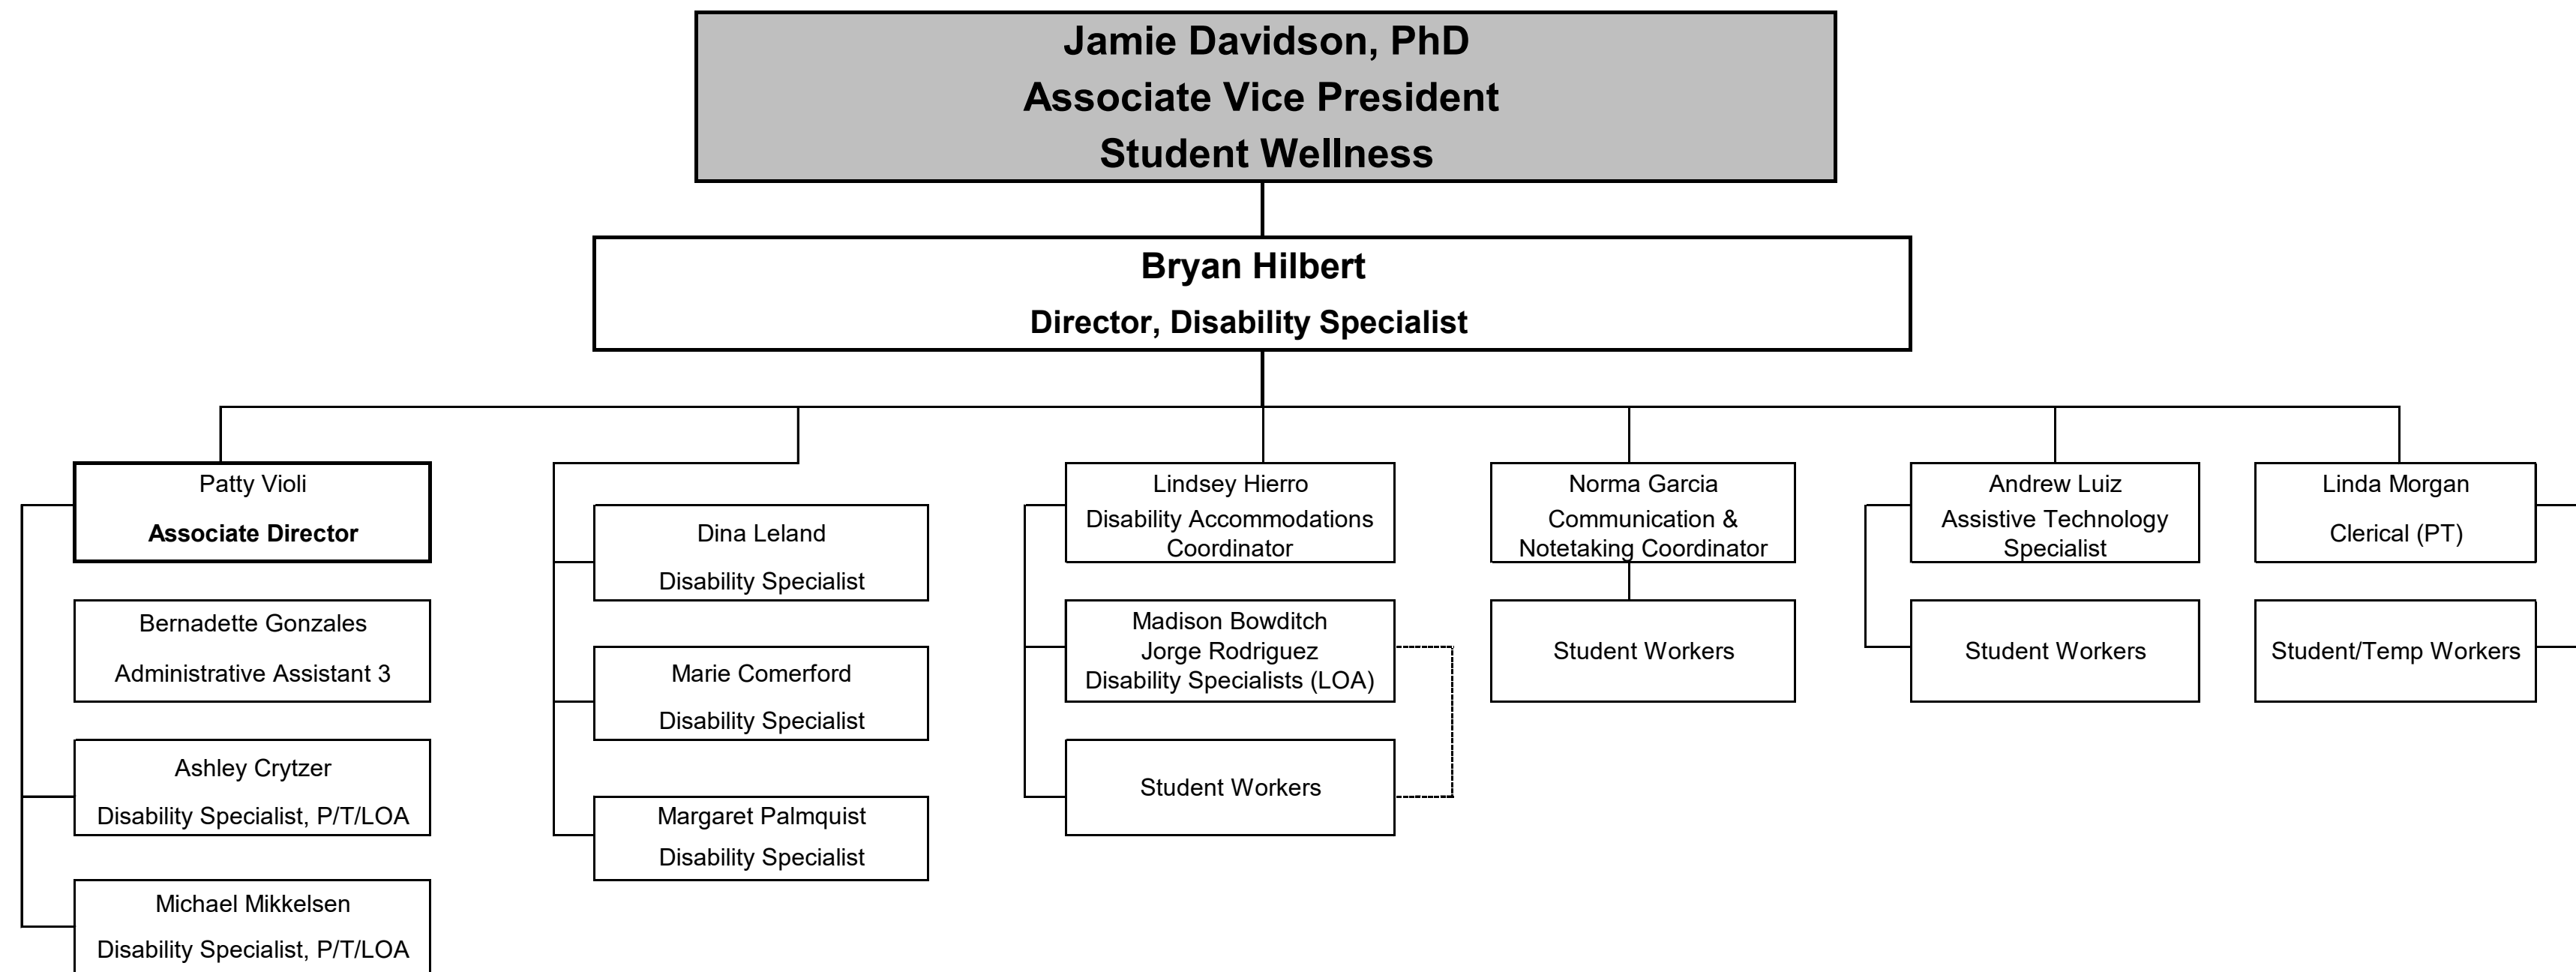 Jamie Davidson, PhD
Associate Vice President
Student Wellness
Bryan Hilbert
Director, Disability Specialist
Patty Violi
Associate Director
Bernadette Gonzales
Administrative Assistant 3
Ashley Crytzer
Disability Specialist, P/T/LOA
Michael Mikkelsen
Disability Specialist, P/T/LOA
Dina Leland
Disability Specialist
Marie Comerford
Disability Specialist
Margaret Palmquist
Disability Specialist
Lindsey Hierro
Disability Accommodations
Coordinator
Madison Bowditch
Jorge Rodriguez
Disability Specialists (LOA)
Student Workers
Norma Garcia
Communication &
Notetaking Coordinator
Student Workers
Andrew Luiz
Assistive Technology
Specialist
Student Workers
Linda Morgan
Clerical (PT)
Student/Temp Workers